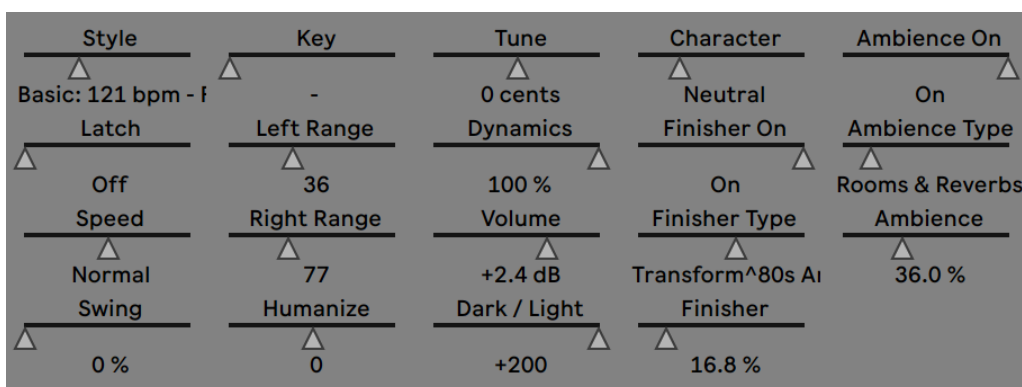 Style Key Tune Character Ambience On
Basic: 121 bpm - F - 0 cents Neutral On
Latch Left Range Dynamics Finisher On Ambience Type
Off 36 100 % On Rooms & Reverbs
Speed Right Range Volume Finisher Type Ambience
Normal 77 +2.4 dB Transform^80s 36.0 %
Swing Humanize Dark / Light Finisher
0 % 0 +200 16.8 %